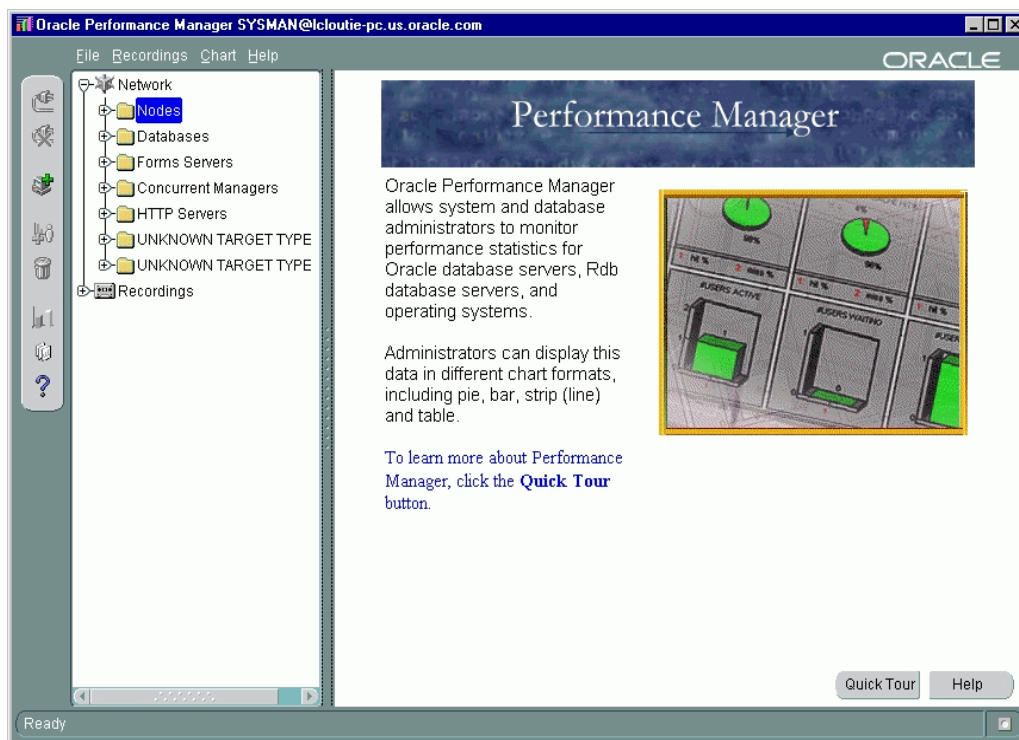 Oracle Performance Manager SYSMAN@lcloutie-pc.us.oracle.com
File Recordings Chart Help
ORACLE
Network
Nodes
Databases
Forms Servers
Concurrent Managers
HTTP Servers
UNKNOWN TARGET TYPE
UNKNOWN TARGET TYPE
Recordings
Performance Manager
Oracle Performance Manager
allows system and database
administrators to monitor
performance statistics for
Oracle database servers, Rdb
database servers, and
operating systems.
Administrators can display this
data in different chart formats,
including pie, bar, strip (line)
and table.
To learn more about Performance
Manager, click the Quick Tour
button.
#USERS ACTIVE
#USERS WAITING
Quick Tour
Help
Ready